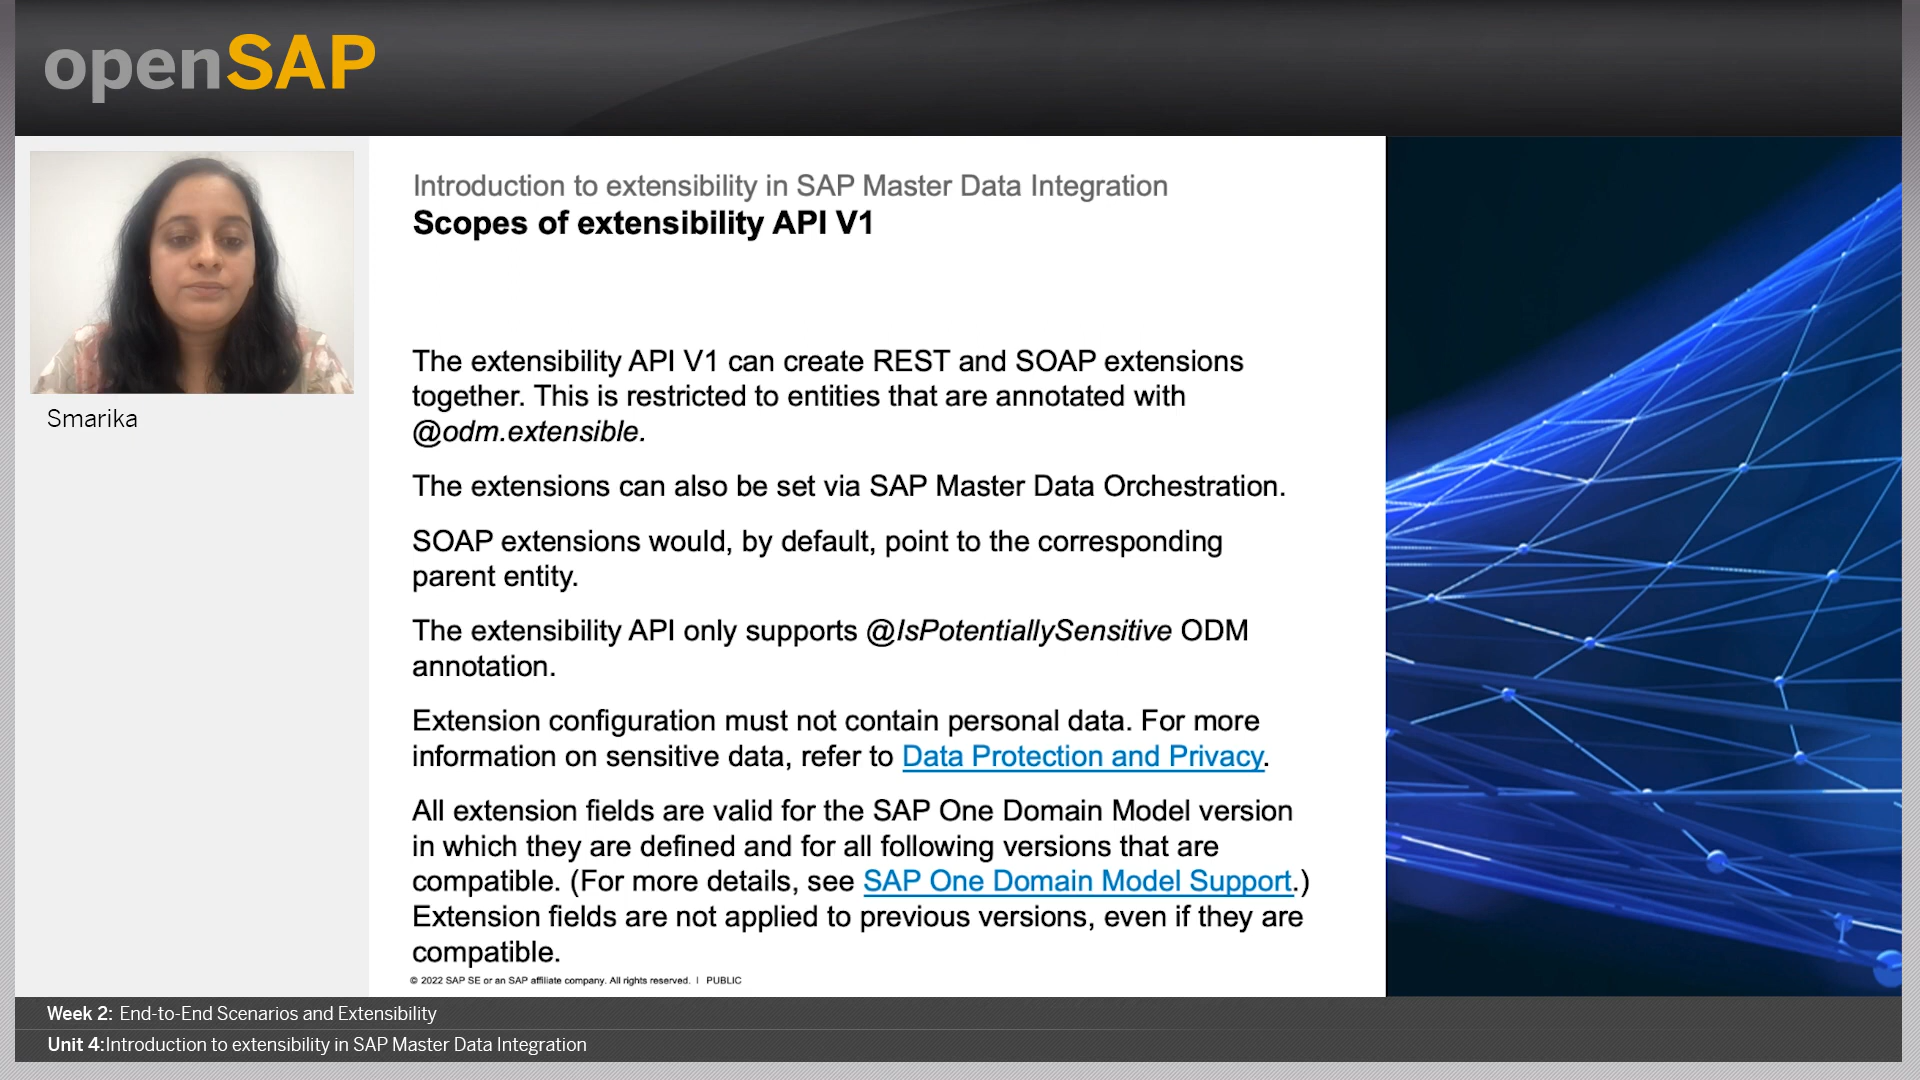 openSAP
Smarika
Introduction to extensibility in SAP Master Data Integration
Scopes of extensibility API V1
The extensibility API V1 can create REST and SOAP extensions
together. This is restricted to entities that are annotated with
@odm.extensible.
The extensions can also be set via SAP Master Data Orchestration.
SOAP extensions would, by default, point to the corresponding
parent entity.
The extensibility API only supports @IsPotentiallySensitive ODM
annotation.
Extension configuration must not contain personal data. For more
information on sensitive data, refer to Data Protection and Privacy.
All extension fields are valid for the SAP One Domain Model version
in which they are defined and for all following versions that are
compatible. (For more details, see SAP One Domain Model Support.)
Extension fields are not applied to previous versions, even if they are
compatible.
© 2022 SAP SE or an SAP affiliate company. All rights reserved. I PUBLIC
Week 2: End-to-End Scenarios and Extensibility
Unit 4:Introduction to extensibility in SAP Master Data Integration